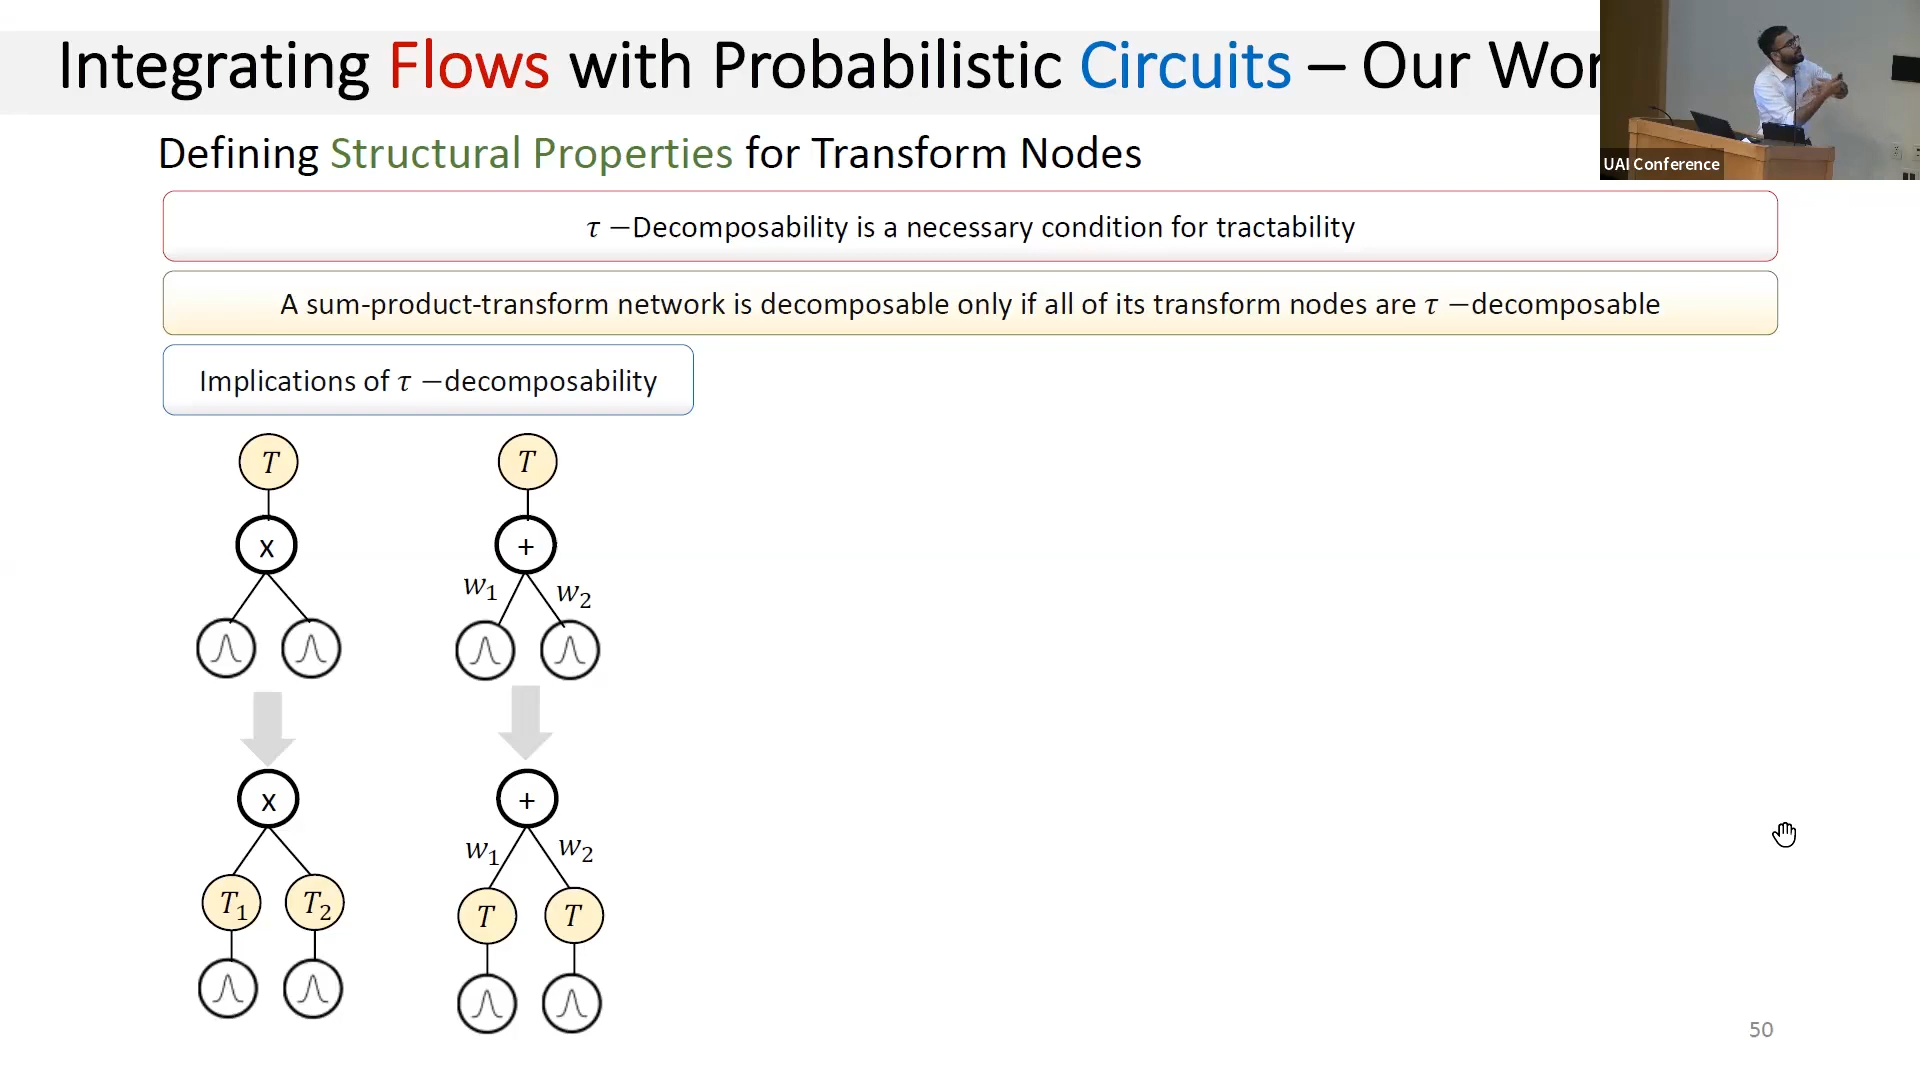 Integrating Flows with Probabilistic Circuits – Our Wor
UAI Conference
Defining Structural Properties for Transform Nodes
τ −Decomposability is a necessary condition for tractability
A sum-product-transform network is decomposable only if all of its transform nodes are τ −decomposable
Implications of τ −decomposability
T T
x +
w₁ w₂
x +
w₁ w₂
T₁ T₂ T T
50